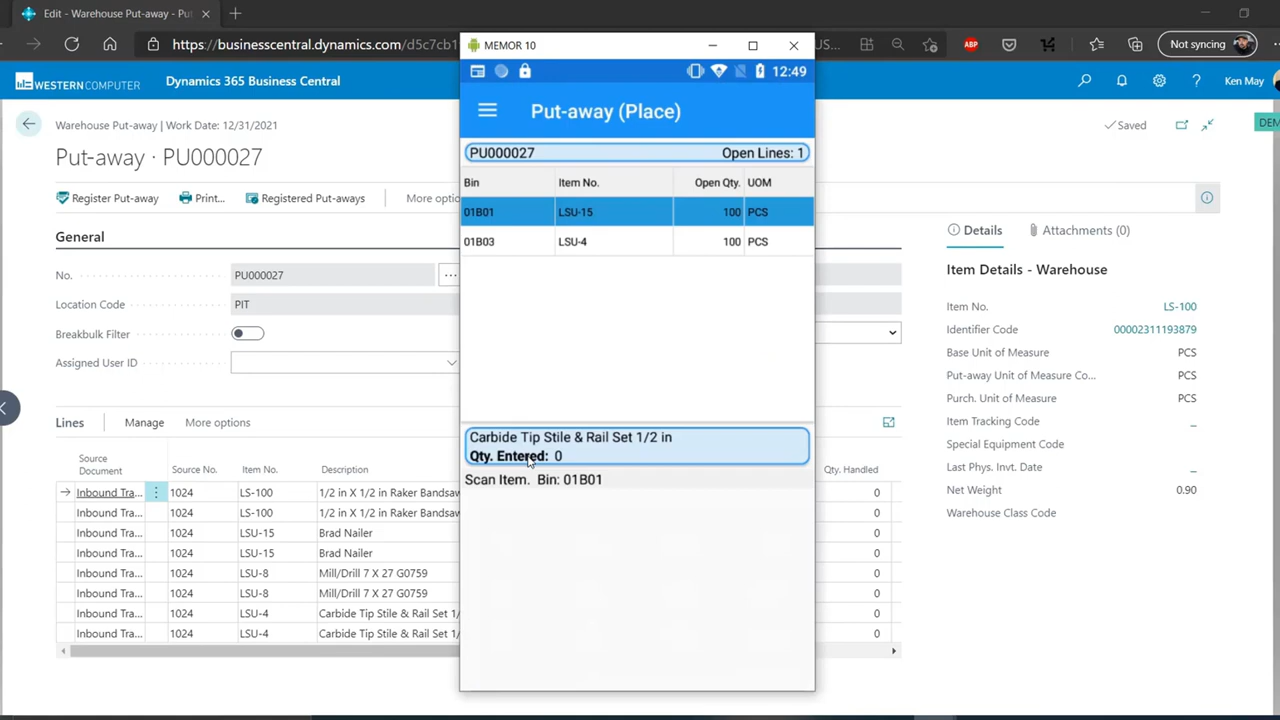 Edit - Warehouse Put-away - Put
https://businesscentral.dynamics.com/d5c7cb1
US...
ABP
Not syncing
WESTERN COMPUTER
Dynamics 365 Business Central
Ken May
DEM
Warehouse Put-away | Work Date: 12/31/2021
Saved
Put-away · PU000027
Register Put-away
Print...
Registered Put-aways
More optio
General
No.
PU000027
Location Code
PIT
Breakbulk Filter
Assigned User ID
Lines
Manage
More options
Source Document
Source No.
Item No.
Description
Qty. Handled
Inbound Tra... 1024 LS-100 1/2 in X 1/2 in Raker Bandsaw 0
Inbound Tra... 1024 LS-100 1/2 in X 1/2 in Raker Bandsaw 0
Inbound Tra... 1024 LSU-15 Brad Nailer 0
Inbound Tra... 1024 LSU-15 Brad Nailer 0
Inbound Tra... 1024 LSU-8 Mill/Drill 7 X 27 G0759 0
Inbound Tra... 1024 LSU-8 Mill/Drill 7 X 27 G0759 0
Inbound Tra... 1024 LSU-4 Carbide Tip Stile & Rail Set 1/ 0
Inbound Tra... 1024 LSU-4 Carbide Tip Stile & Rail Set 1/ 0
MEMOR 10
12:49
Put-away (Place)
PU000027 Open Lines: 1
Bin Item No. Open Qty. UOM
01B01 LSU-15 100 PCS
01B03 LSU-4 100 PCS
Carbide Tip Stile & Rail Set 1/2 in
Qty. Entered: 0
Scan Item. Bin: 01B01
Details
Attachments (0)
Item Details - Warehouse
Item No. LS-100
Identifier Code 00002311193879
Base Unit of Measure PCS
Put-away Unit of Measure Co... PCS
Purch. Unit of Measure PCS
Item Tracking Code _
Special Equipment Code
Last Phys. Invt. Date _
Net Weight 0.90
Warehouse Class Code